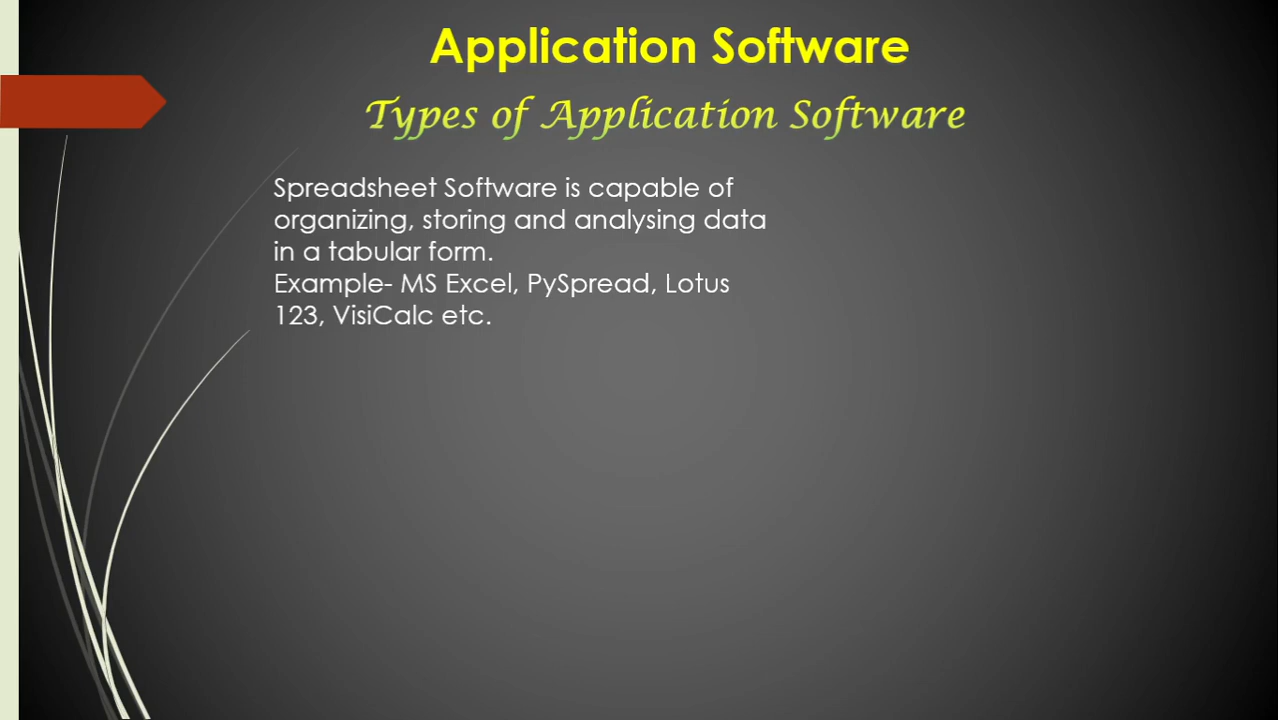 Application Software
Types of Application Software
Spreadsheet Software is capable of
organizing, storing and analysing data
in a tabular form.
Example- MS Excel, PySpread, Lotus
123, VisiCalc etc.